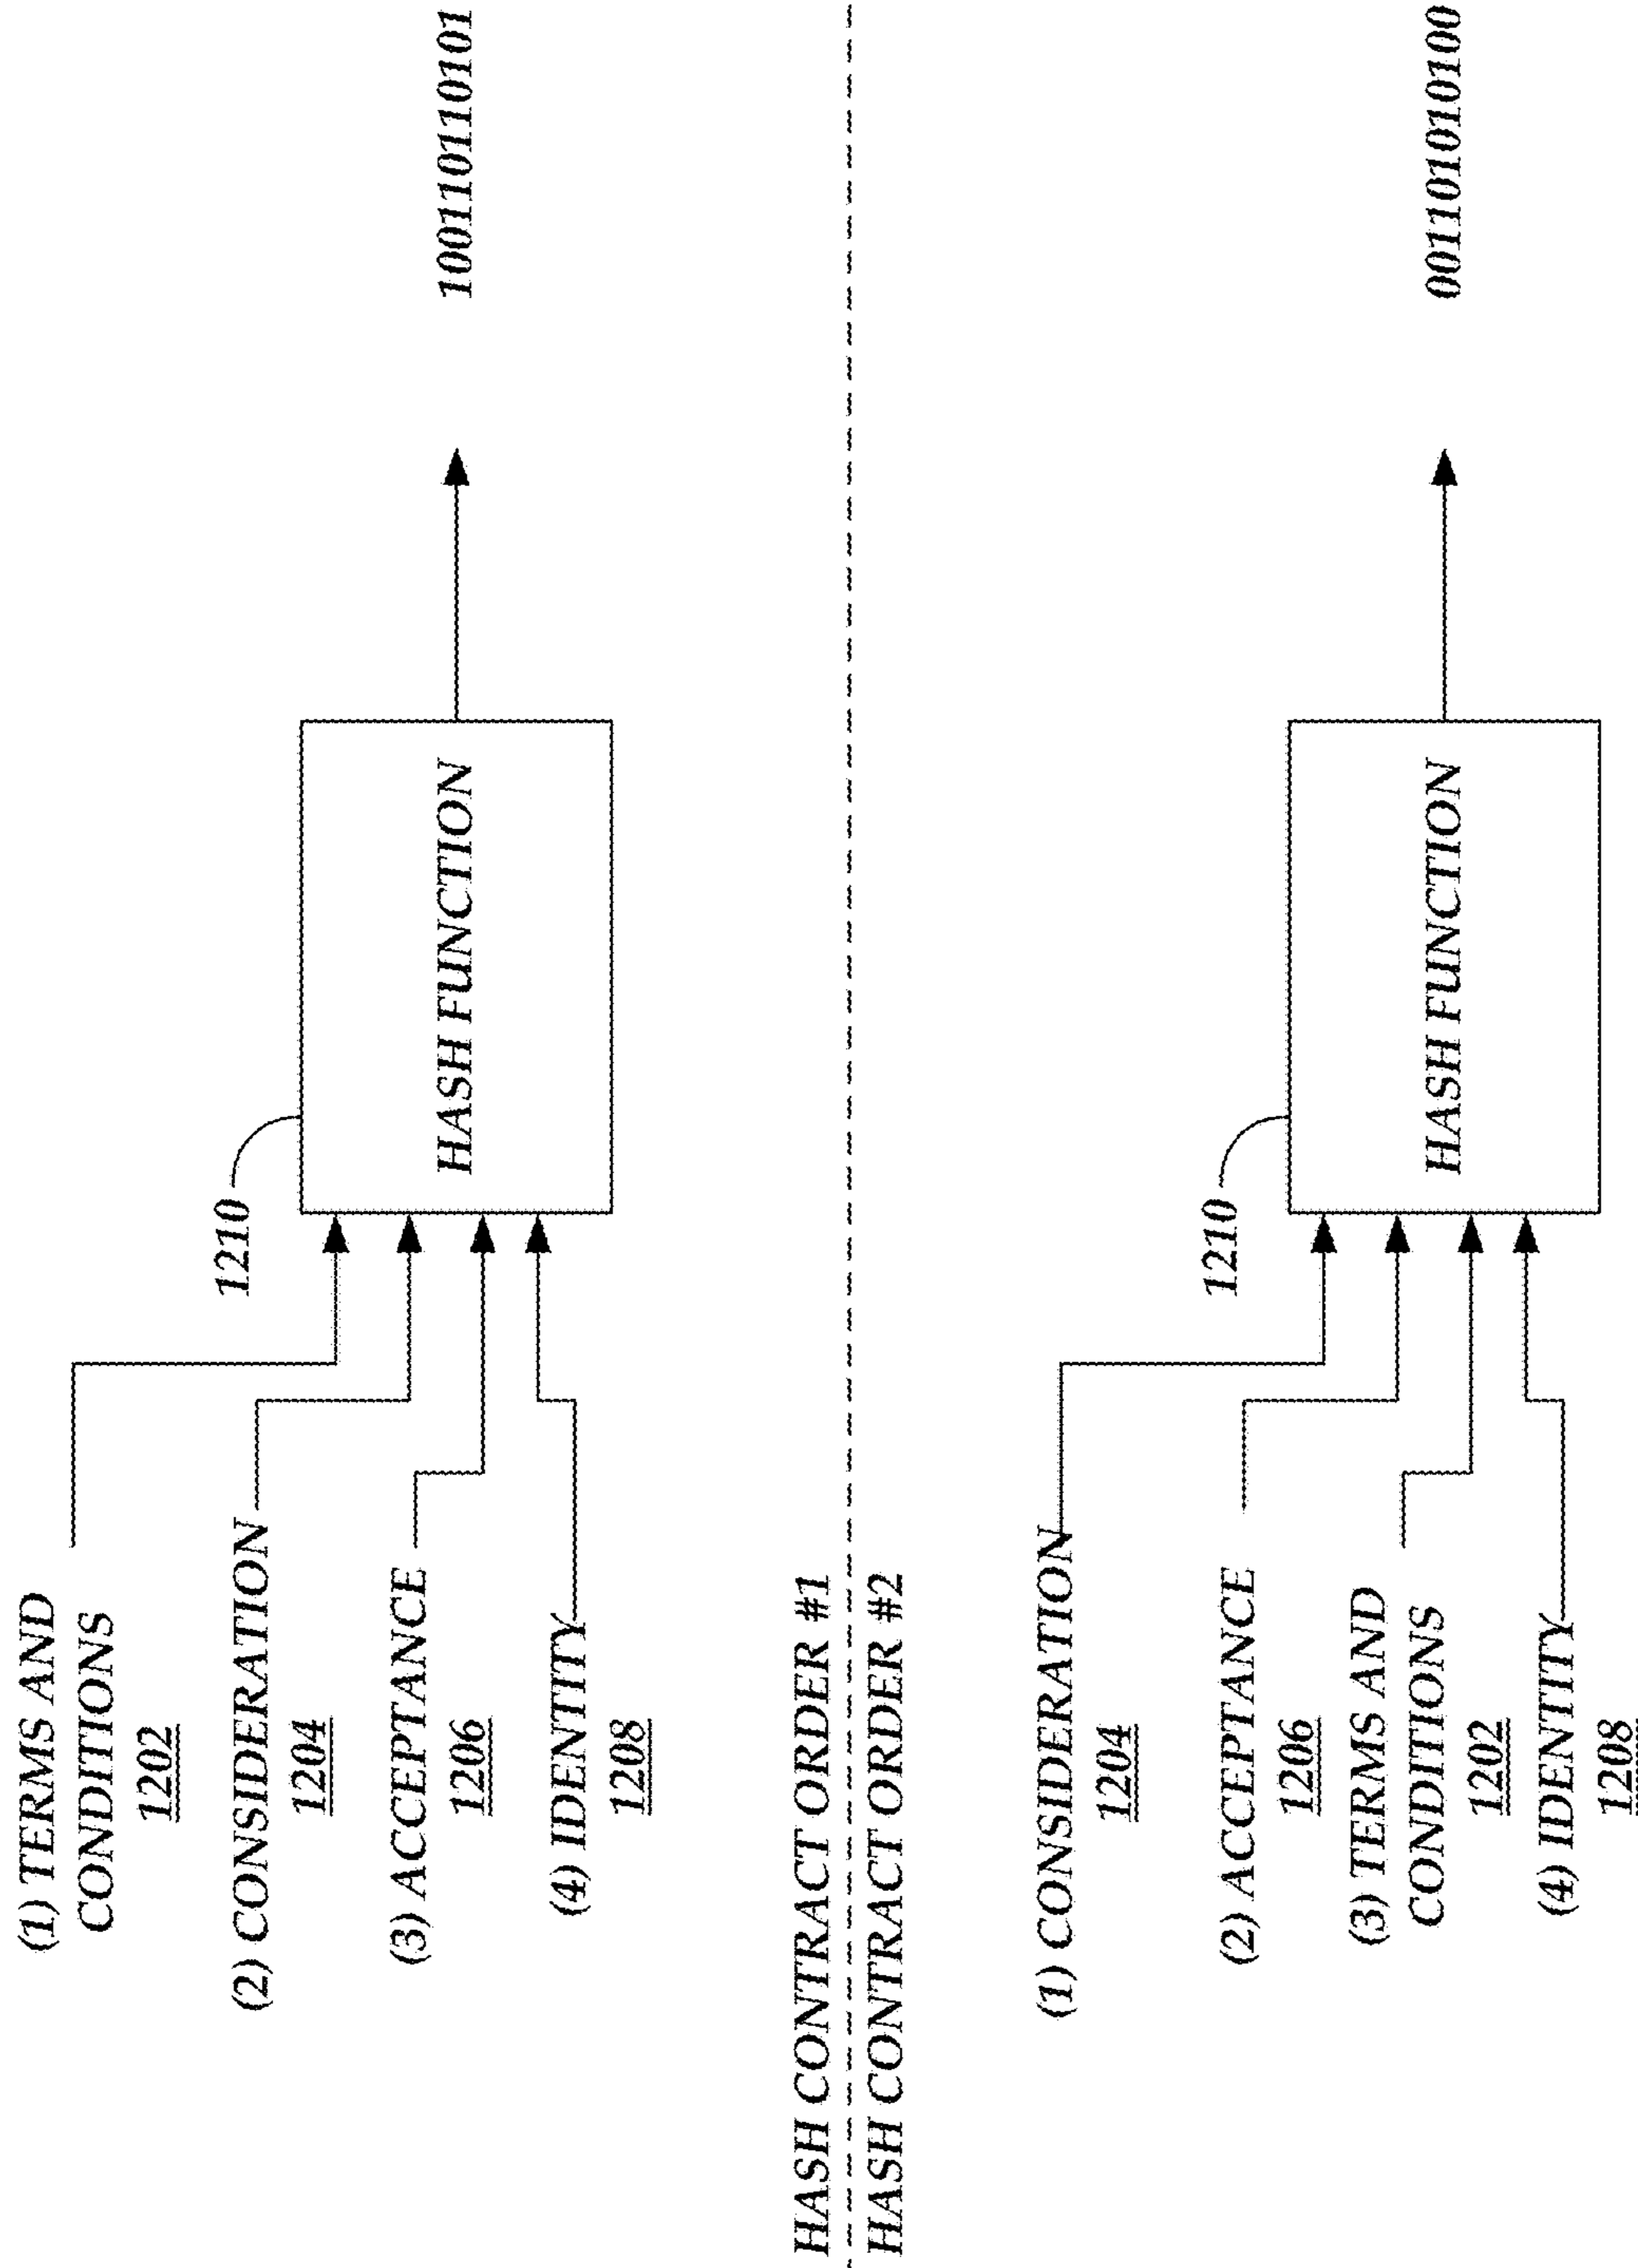 (1) TERMS AND
CONDITIONS
1202
(2) CONSIDERATION
1204
(3) ACCEPTANCE
1206
(4) IDENTITY
1208
1210
HASH FUNCTION
100110110101
HASH CONTRACT ORDER #1
HASH CONTRACT ORDER #2
(1) CONSIDERATION
1204
(2) ACCEPTANCE
1206
(3) TERMS AND
CONDITIONS
1202
(4) IDENTITY
1208
1210
HASH FUNCTION
001101010100